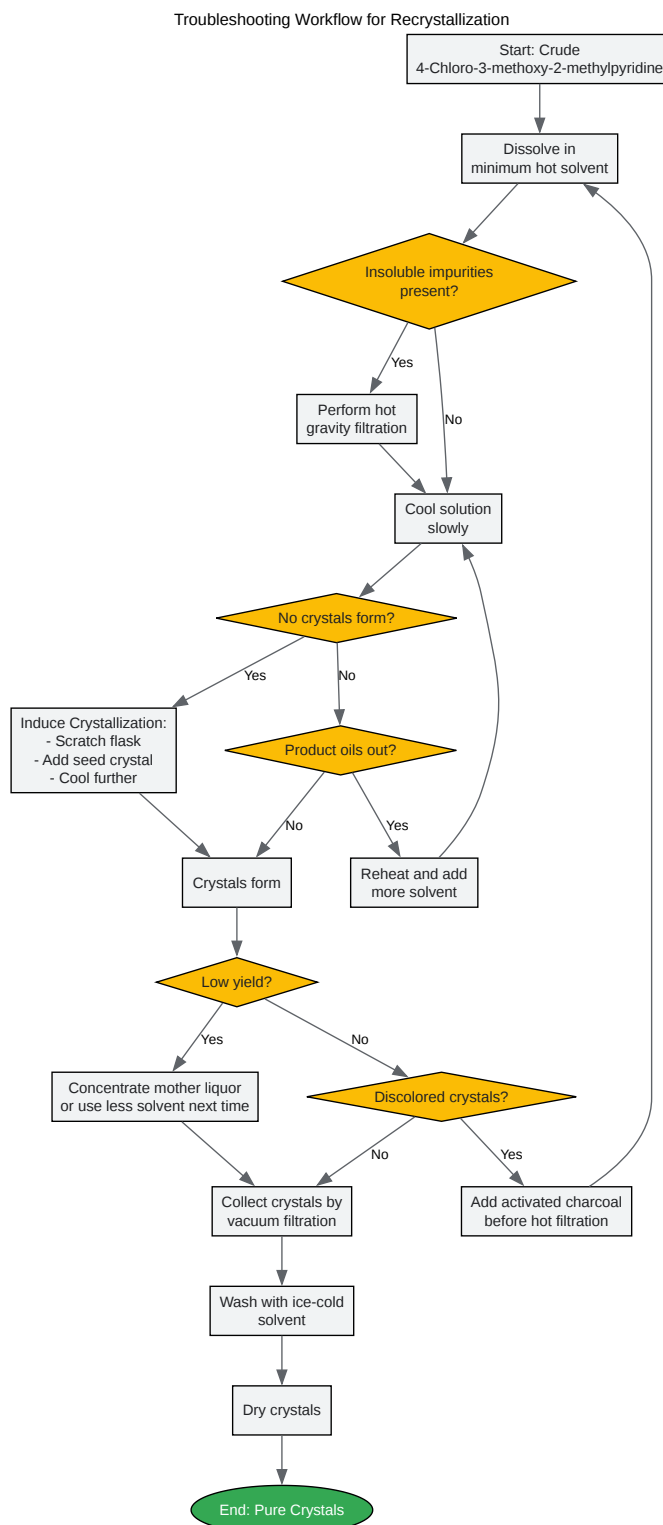 Troubleshooting Workflow for Recrystallization
Start: Crude
4-Chloro-3-methoxy-2-methylpyridine
Dissolve in
minimum hot solvent
Insoluble impurities
present?
Yes
No
Perform hot
gravity filtration
Cool solution
slowly
No crystals form?
Yes
No
Induce Crystallization:
- Scratch flask
- Add seed crystal
- Cool further
Product oils out?
No
Yes
Crystals form
Reheat and add
more solvent
Low yield?
Yes
No
Concentrate mother liquor
or use less solvent next time
Discolored crystals?
No
Yes
Collect crystals by
vacuum filtration
Add activated charcoal
before hot filtration
Wash with ice-cold
solvent
Dry crystals
End: Pure Crystals